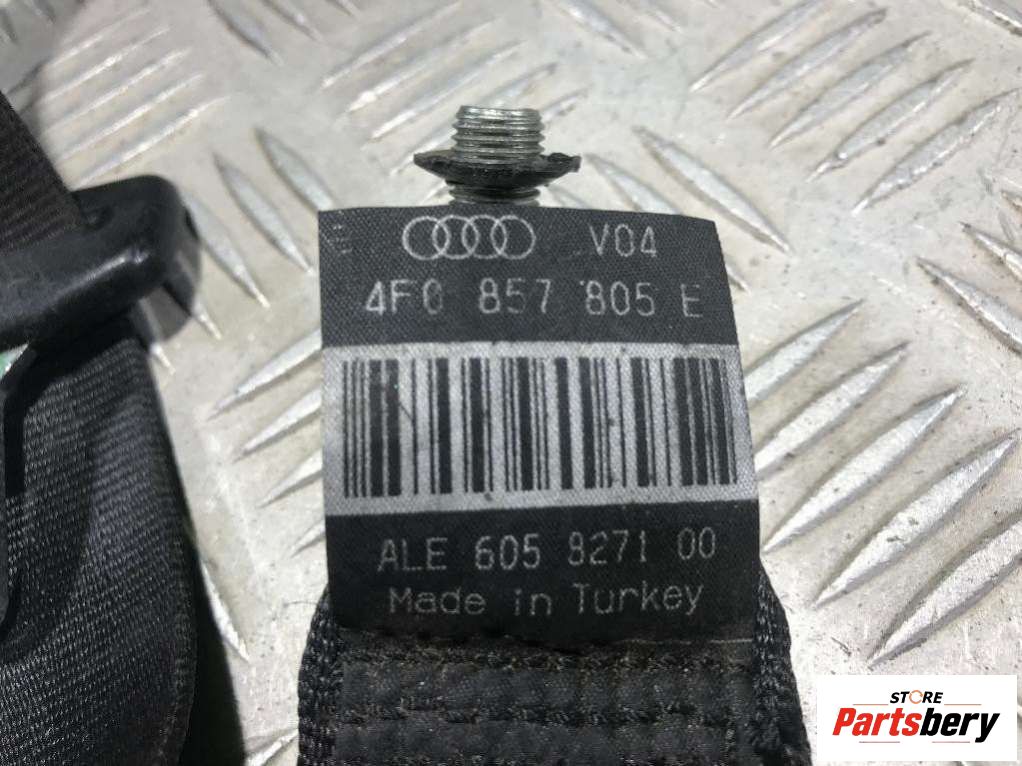 V04
4F0 857 805 E
ALE 605 8271 00
Made in Turkey
STORE
Partsbery